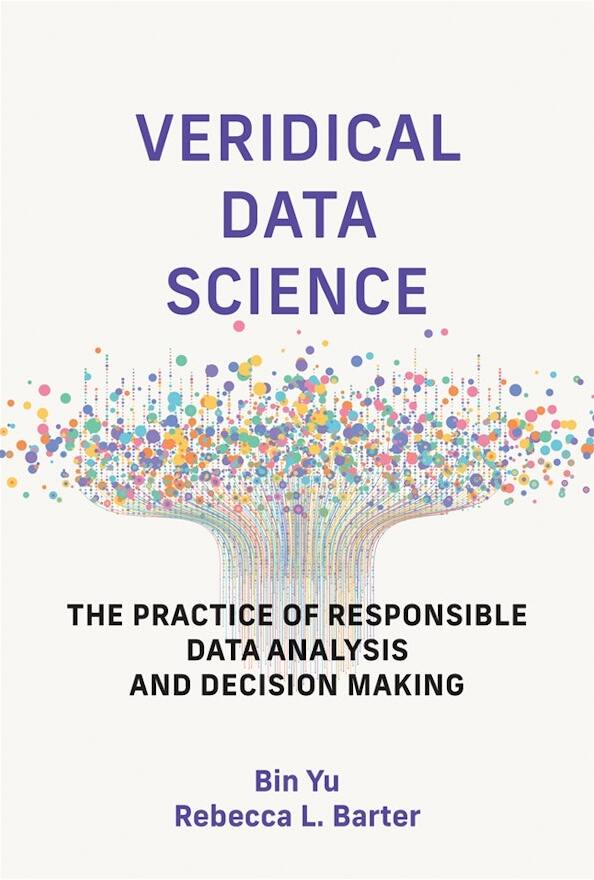 VERIDICAL
DATA
SCIENCE
THE PRACTICE OF RESPONSIBLE
DATA ANALYSIS
AND DECISION MAKING
Bin Yu
Rebecca L. Barter